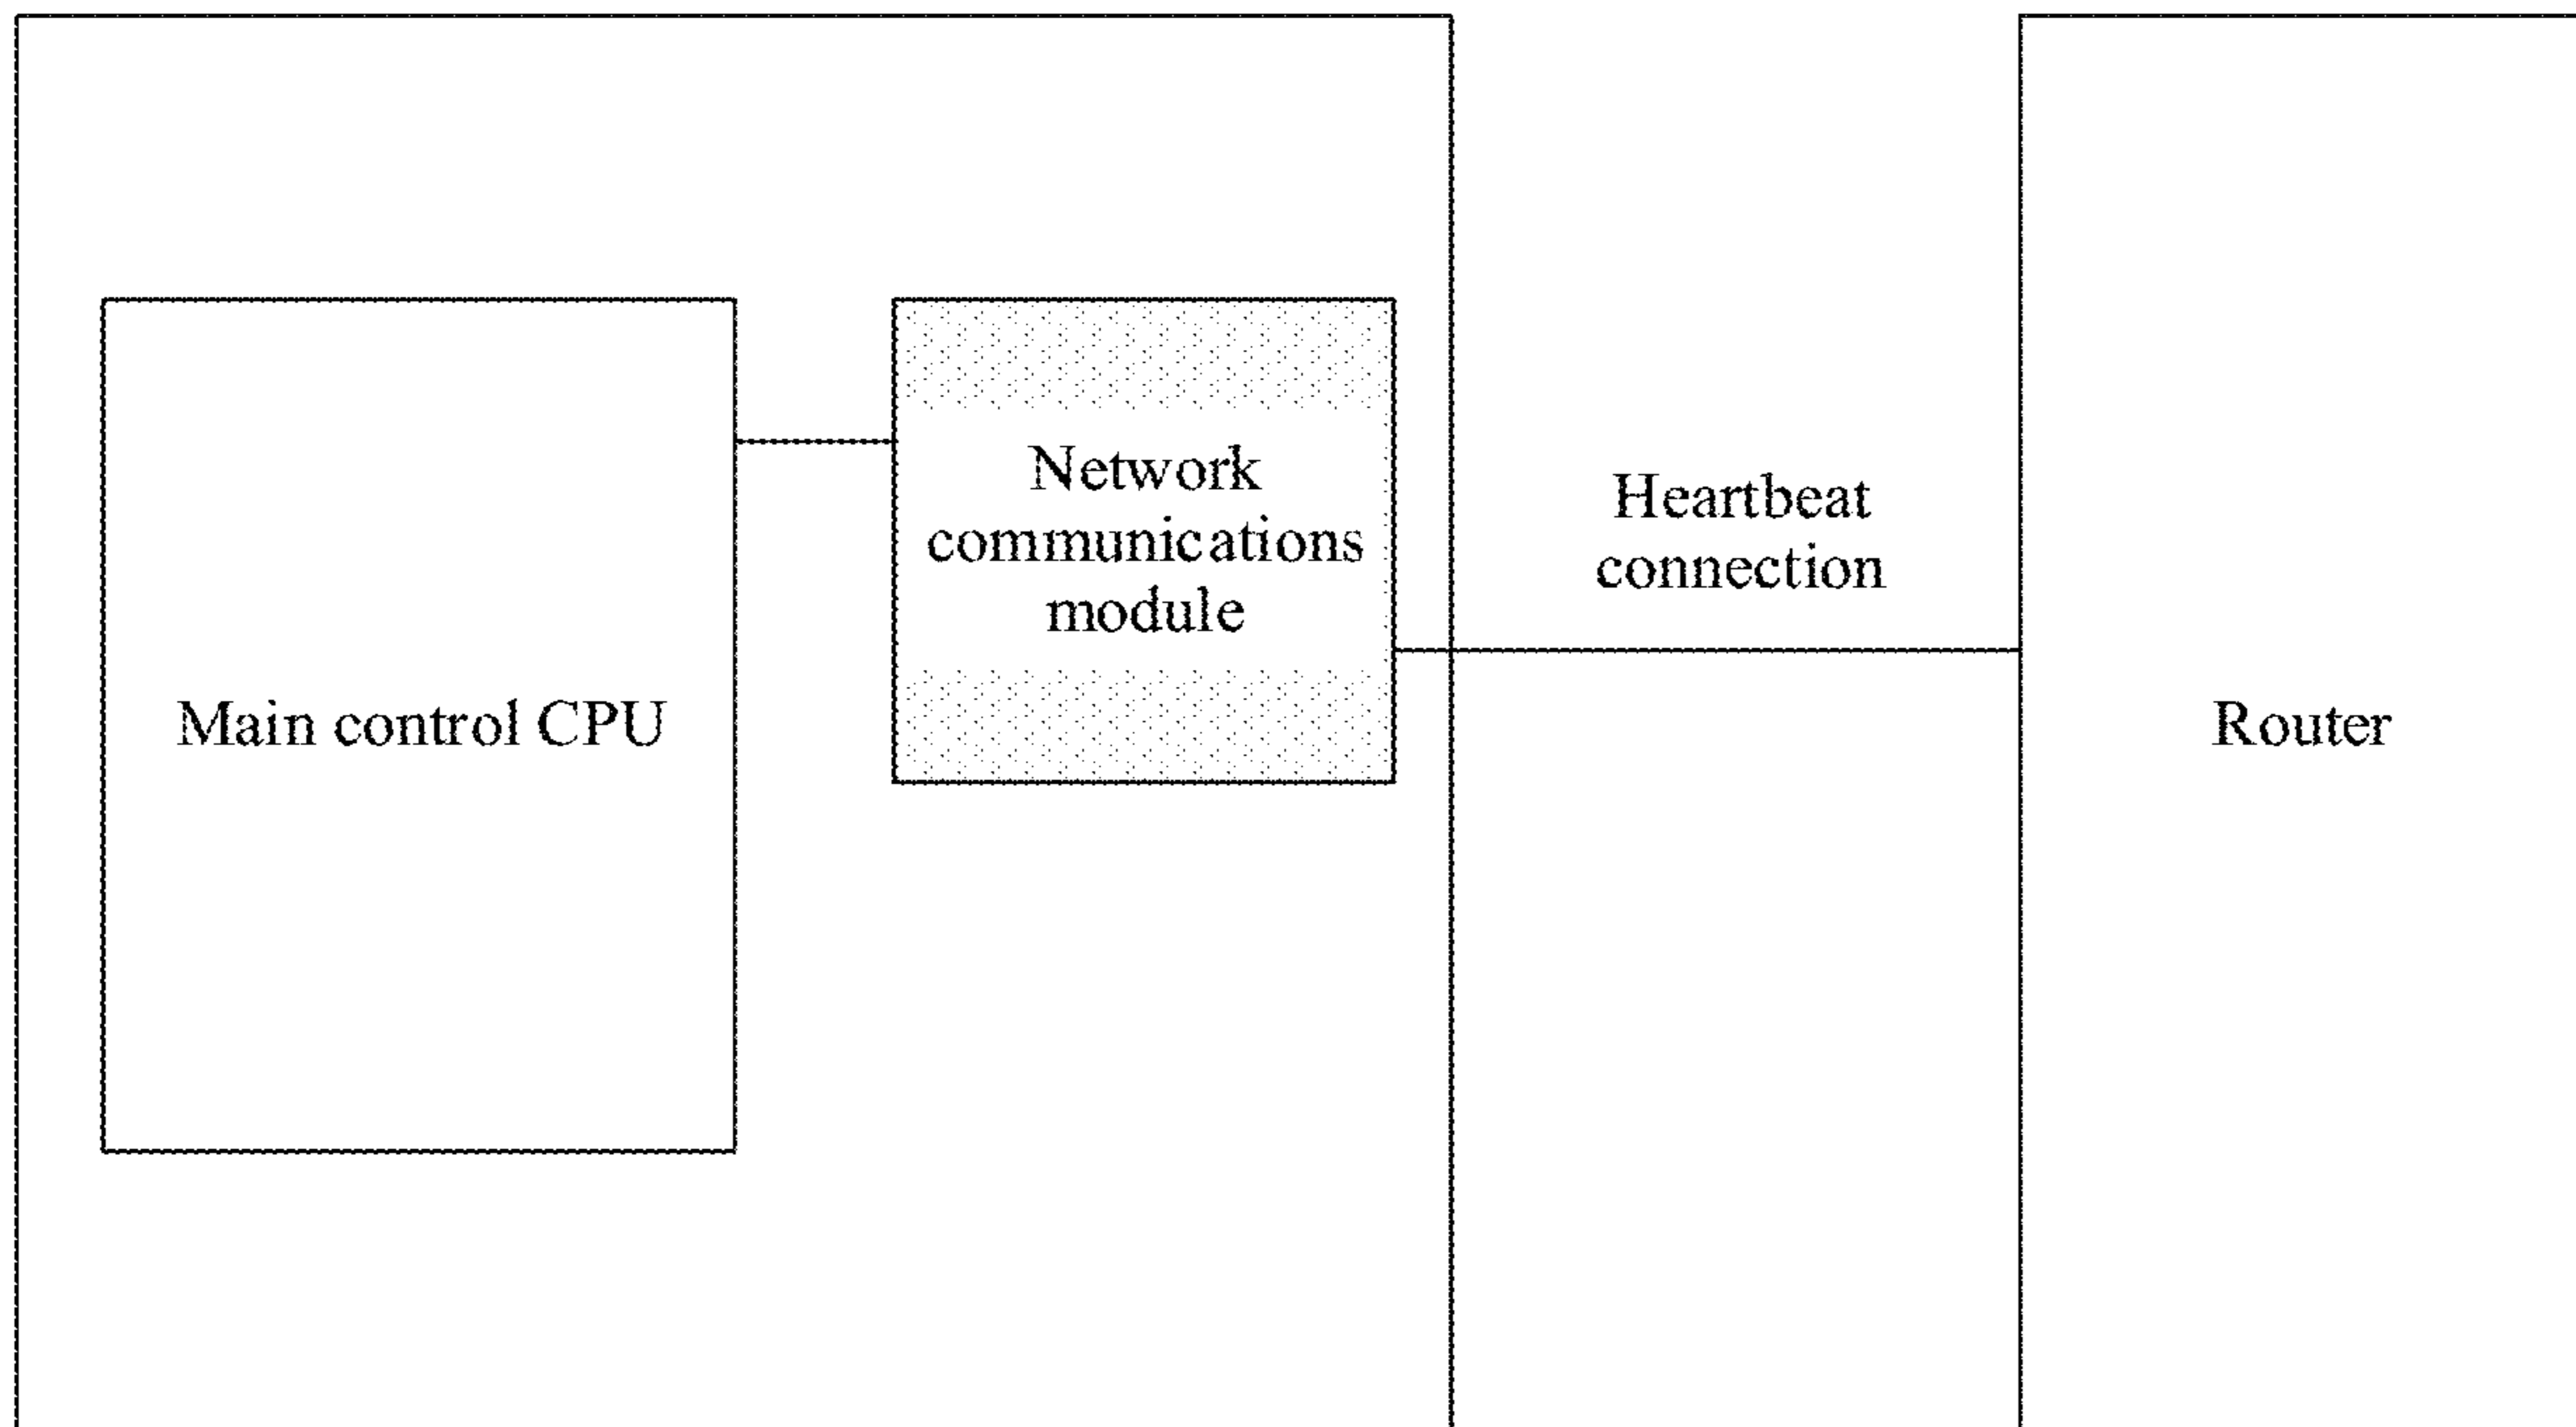 Main control CPU
Network
communications
module
Heartbeat
connection
Router